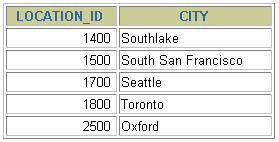 LOCATION_ID CITY
1400 Southlake
1500 South San Francisco
1700 Seattle
1800 Toronto
2500 Oxford